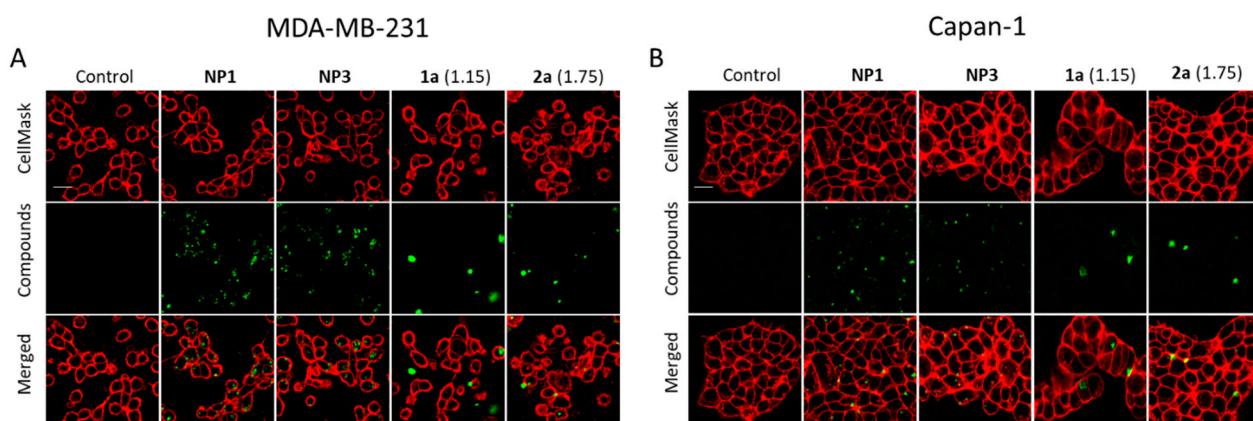 MDA-MB-231
A
Control NP1 NP3 1a (1.15) 2a (1.75)
CellMask
Compounds
Merged
Capan-1
B
Control NP1 NP3 1a (1.15) 2a (1.75)
CellMask
Compounds
Merged